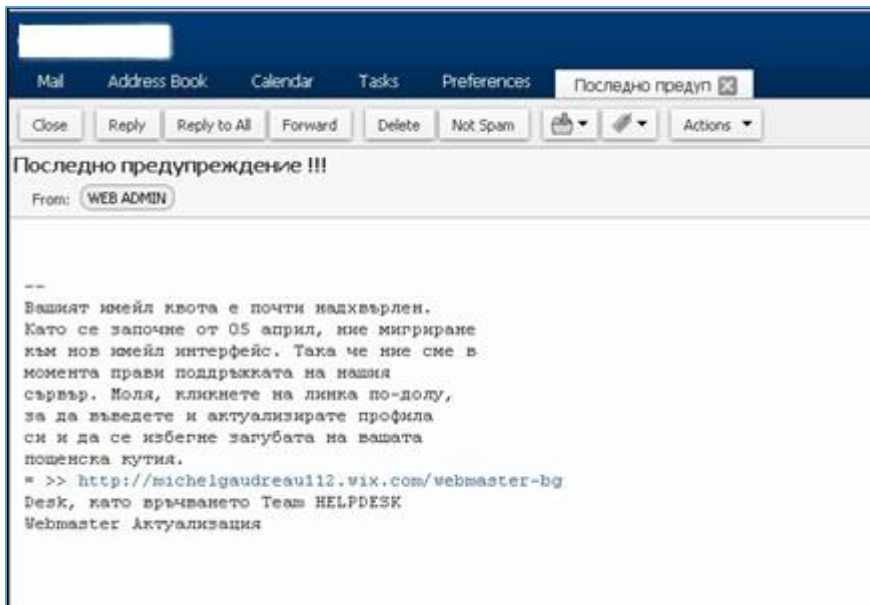 Mail Address Book Calendar Tasks Preferences Последно предуп
Close Reply Reply to All Forward Delete Not Spam Actions
Последно предупреждение !!!
From: WEB ADMIN
--
Вашият имейл квота е почти надхвърлен.
Като се започне от 05 април, ние мигриране
към нов имейл интерфейс. Така че ние сме в
момента прави поддръжката на нашия
сървър. Моля, кликнете на линка по-долу,
за да въведете и актуализирате профила
си и да се избегне загубата на вашата
пощенска кутия.
= >> http://michelgaudreau112.wix.com/webmaster-bg
Desk, като връчването Team HELPDESK
Webmaster Актуализация